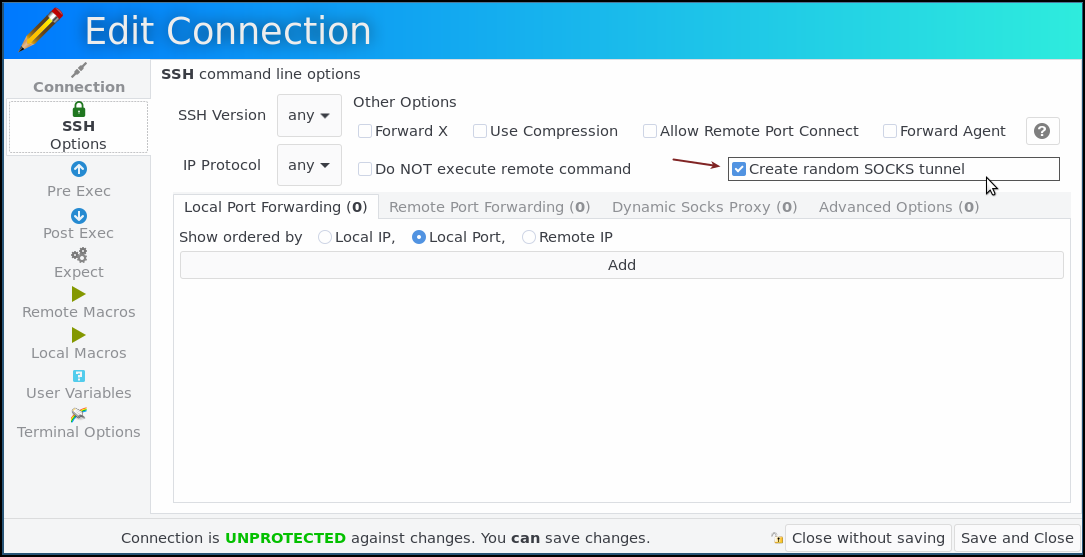 Edit Connection
Connection
SSH
Options
Pre Exec
Post Exec
Expect
Remote Macros
Local Macros
User Variables
Terminal Options
SSH command line options
SSH Version any
Other Options
Forward X Use Compression Allow Remote Port Connect Forward Agent ?
IP Protocol any Do NOT execute remote command Create random SOCKS tunnel
Local Port Forwarding (0) Remote Port Forwarding (0) Dynamic Socks Proxy (0) Advanced Options (0)
Show ordered by Local IP, Local Port, Remote IP
Add
Connection is UNPROTECTED against changes. You can save changes. Close without saving Save and Close